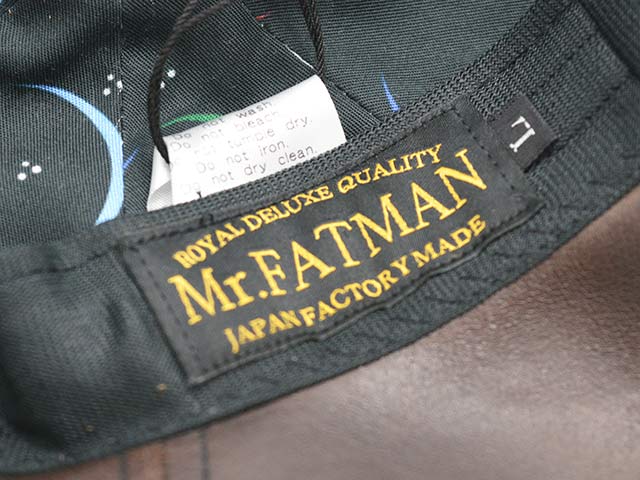 Do not wash.
Do not bleach.
Do not tumble dry.
Do not iron.
Do not dry clean.
L
ROYAL DELUXE QUALITY
Mr.FATMAN
JAPAN FACTORY MADE